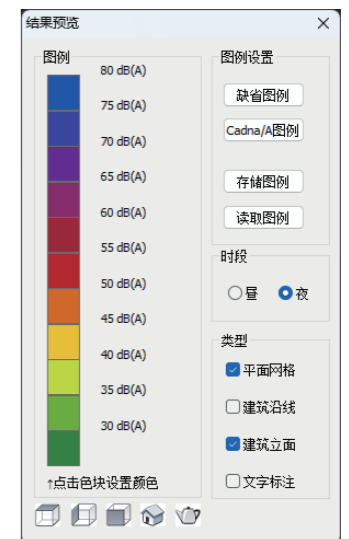 结果预览
图例
80 dB(A)
75 dB(A)
70 dB(A)
65 dB(A)
60 dB(A)
55 dB(A)
50 dB(A)
45 dB(A)
40 dB(A)
35 dB(A)
30 dB(A)
↑点击色块设置颜色
图例设置
缺省图例
Cadna/A图例
存储图例
读取图例
时段
昼
夜
类型
平面网格
建筑沿线
建筑立面
文字标注